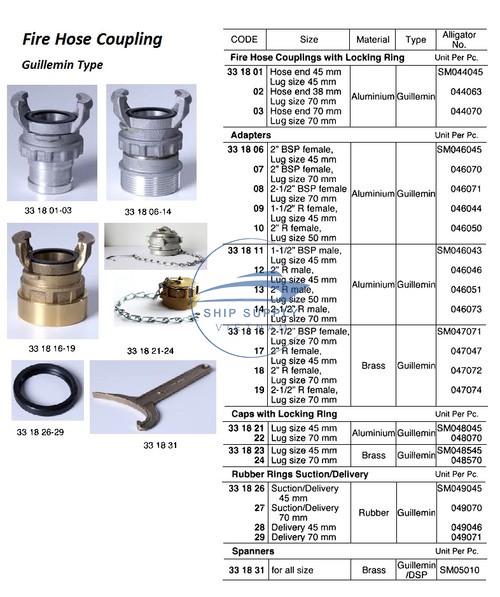 Fire Hose Coupling
Guillemin Type
33 18 01-03
33 18 06-14
33 18 16-19
33 18 21-24
33 18 26-29
33 18 31
CODE Size Material Type Alligator No.
Fire Hose Couplings with Locking Ring Unit Per Pc.
33 18 01 Hose end 45 mm SM044045
Lug size 45 mm
02 Hose end 38 mm Aluminium Guillemin 044063
Lug size 70 mm
03 Hose end 70 mm 044070
Lug size 70 mm
Adapters Unit Per Pc.
33 18 06 2" BSP female, SM046045
Lug size 45 mm
07 2" BSP female, 046070
Lug size 70 mm
08 2-1/2" BSP female Aluminium Guillemin 046071
Lug size 70 mm
09 1-1/2" R female, 046044
Lug size 45 mm
10 2" R female, 046050
Lug size 50 mm
33 18 11 1-1/2" BSP male, SM046043
Lug size 45 mm
12 2" R male, 046046
Lug size 45 mm
13 2" R male, Aluminium Guillemin 046051
Lug size 50 mm
14 2-1/2" R male, 046073
Lug size 70 mm
33 18 16 2-1/2" BSP female, SM047071
Lug size 70 mm
17 2" R female, 047047
Lug size 45 mm
18 2" R female, Brass Guillemin 047072
Lug size 70 mm
19 2-1/2" R female, 047074
Lug size 70 mm
Caps with Locking Ring Unit Per Pc.
33 18 21 Lug size 45 mm Aluminium Guillemin SM048045
22 Lug size 70 mm 048070
33 18 23 Lug size 45 mm Brass Guillemin SM048545
24 Lug size 70 mm 048570
Rubber Rings Suction/Delivery Unit Per Pc.
33 18 26 Suction/Delivery SM049045
45 mm
27 Suction/Delivery Rubber Guillemin 049070
70 mm
28 Delivery 45 mm 049046
29 Delivery 70 mm 049071
Spanners Unit Per Pc.
33 18 31 for all size Brass Guillemin /DSP SM05010
SHIP SUPPLY